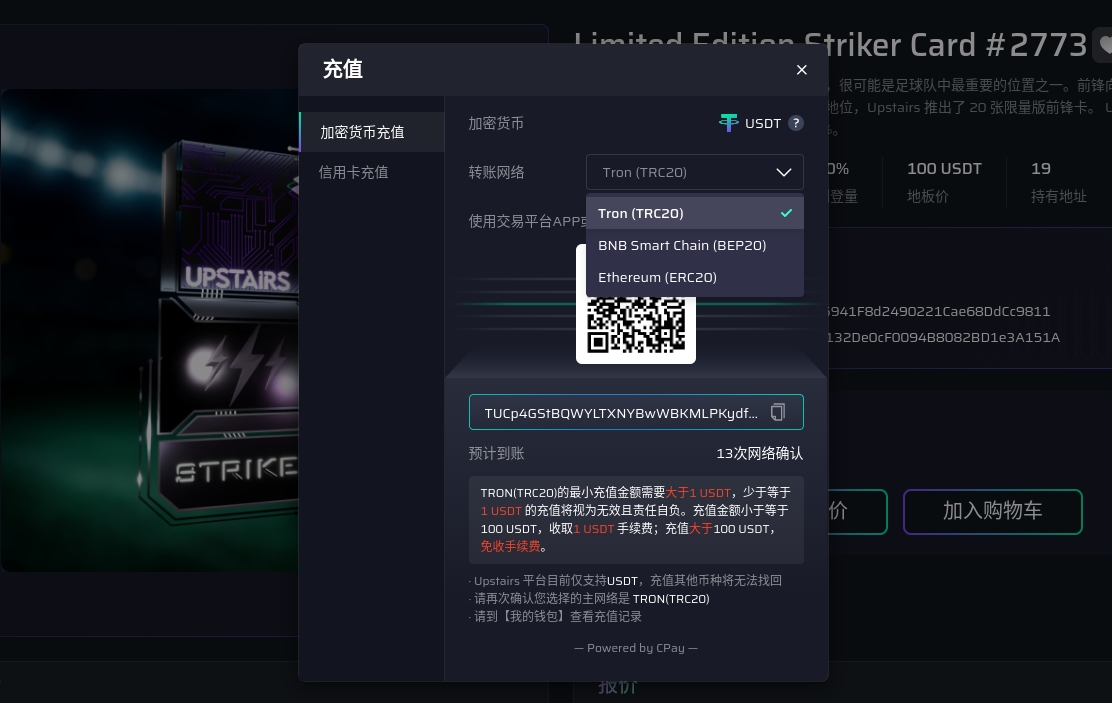 Limited Edition Striker Card #2773
充值
很可能是足球队中最重要的位置之一。前锋
地位，Upstairs 推出了 20 张限量版前锋卡。
加密货币充值
信用卡充值
加密货币
USDT ?
转账网络
Tron (TRC20)
Tron (TRC20)
BNB Smart Chain (BEP20)
Ethereum (ERC20)
使用交易平台APP
0%
登量
100 USDT
地板价
19
持有地址
UPSTAIRS
STRIKE
5941F8d2490221Cae68DdCc9811
132De0cF0094B8082BD1e3A151A
TUCp4GStBQWYLTXNYBwWBKMLPKydf...
预计到账
13次网络确认
TRON(TRC20)的最小充值金额需要大于1 USDT，少于等于
1 USDT 的充值将视为无效且责任自负。充值金额小于等于
100 USDT，收取1 USDT 手续费；充值大于100 USDT，
免收手续费。
· Upstairs 平台目前仅支持USDT，充值其他币种将无法找回
· 请再次确认您选择的主网络是 TRON(TRC20)
· 请到【我的钱包】查看充值记录
— Powered by CPay —
价
加入购物车
报价